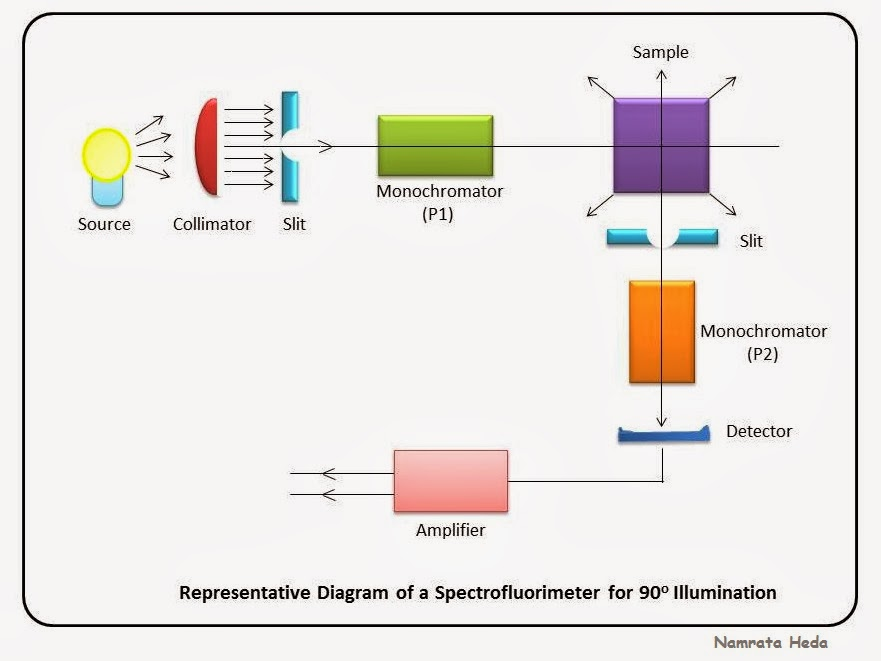 Sample
Source
Collimator
Slit
Monochromator
(P1)
Slit
Monochromator
(P2)
Detector
Amplifier
Representative Diagram of a Spectrofluorimeter for 90° Illumination
Namrata Heda